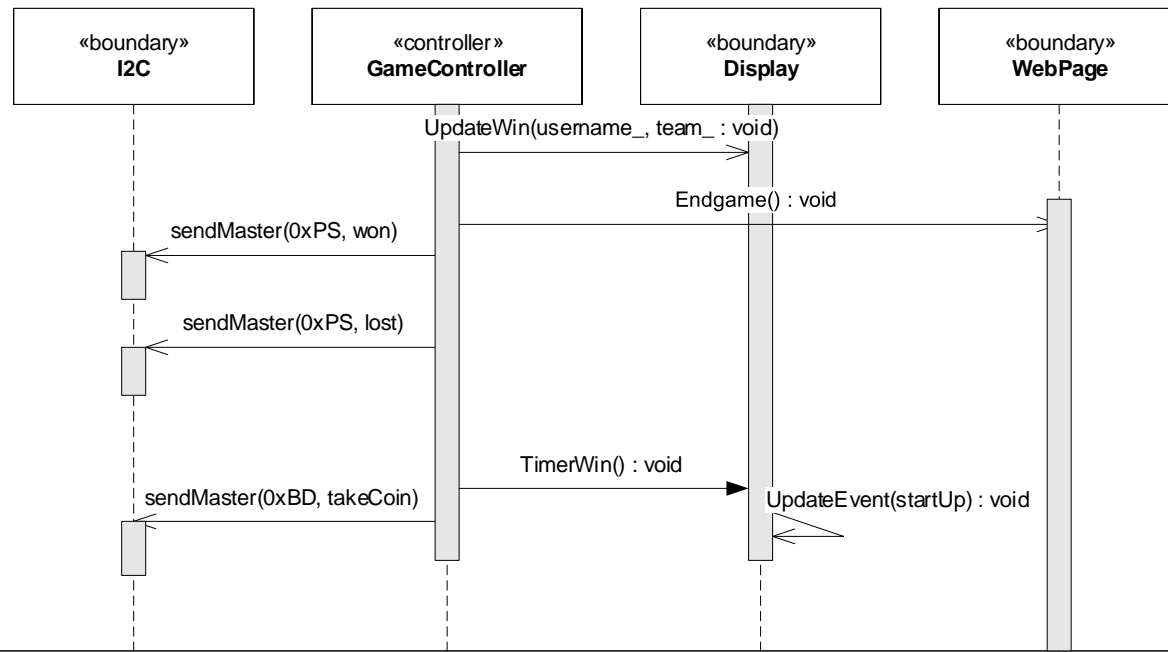 «boundary»
I2C
«controller»
GameController
«boundary»
Display
«boundary»
WebPage
UpdateWin(username_, team_ : void)
Endgame() : void
sendMaster(0xPS, won)
sendMaster(0xPS, lost)
TimerWin() : void
sendMaster(0xBD, takeCoin)
UpdateEvent(startUp) : void